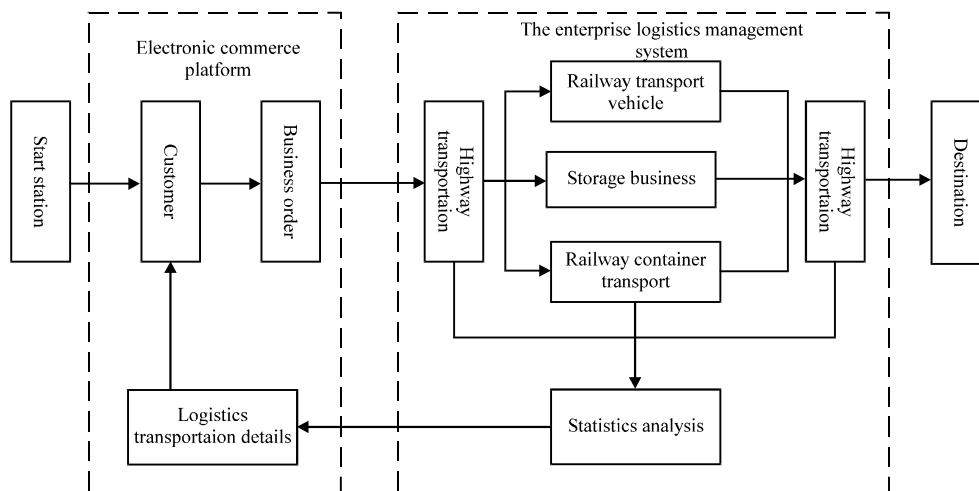 Electronic commerce
platform
The enterprise logistics management
system
Start station
Customer
Business order
Highway
transportaion
Railway transport
vehicle
Storage business
Railway container
transport
Highway
transportaion
Destination
Logistics
transportaion details
Statistics analysis